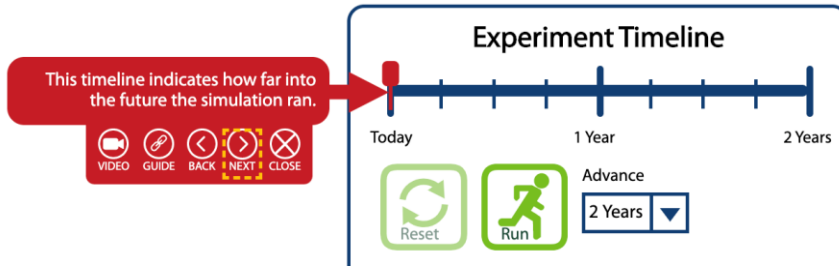 Experiment Timeline
This timeline indicates how far into
the future the simulation ran.
VIDEO GUIDE BACK NEXT CLOSE
Today 1 Year 2 Years
Reset
Run
Advance
2 Years